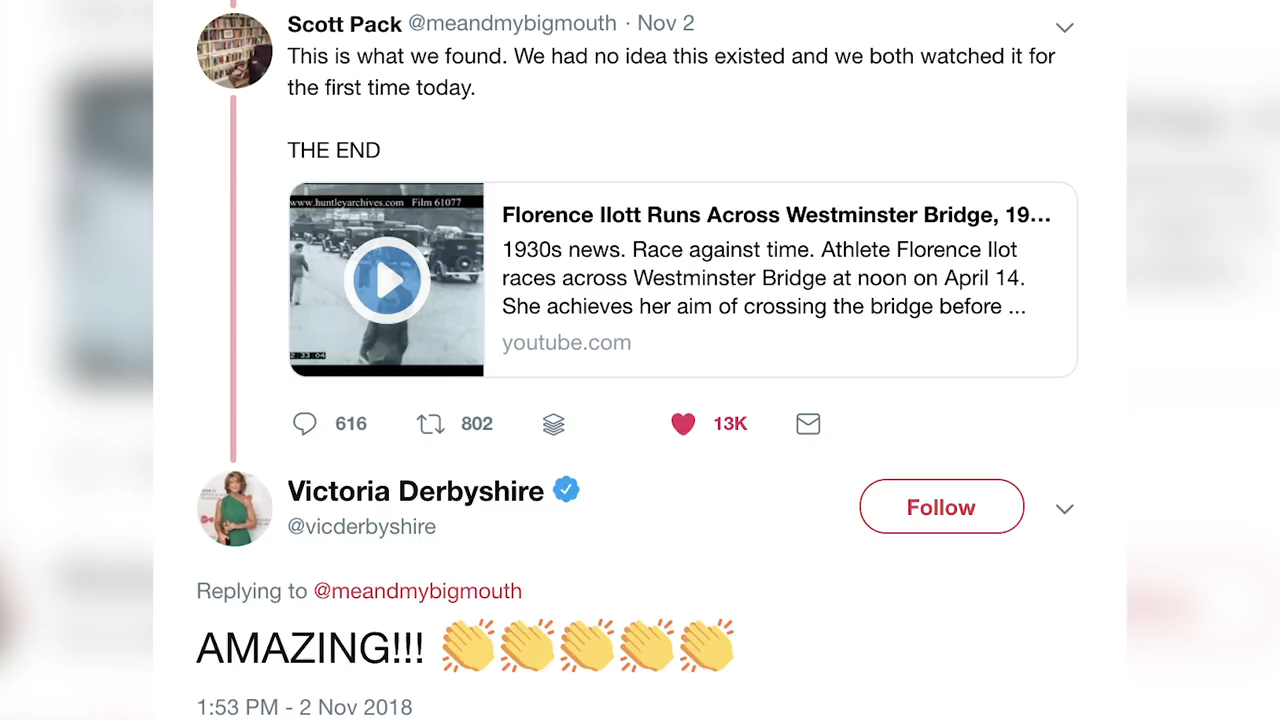 Scott Pack @meandmybigmouth · Nov 2
This is what we found. We had no idea this existed and we both watched it for
the first time today.
THE END
www.huntleyarchives.com Film 61077
Florence Ilott Runs Across Westminster Bridge, 19...
1930s news. Race against time. Athlete Florence Ilot
races across Westminster Bridge at noon on April 14.
She achieves her aim of crossing the bridge before ...
youtube.com
616 802 13K
Victoria Derbyshire
@vicderbyshire
Follow
Replying to @meandmybigmouth
AMAZING!!! 👏👏👏👏👏
1:53 PM - 2 Nov 2018